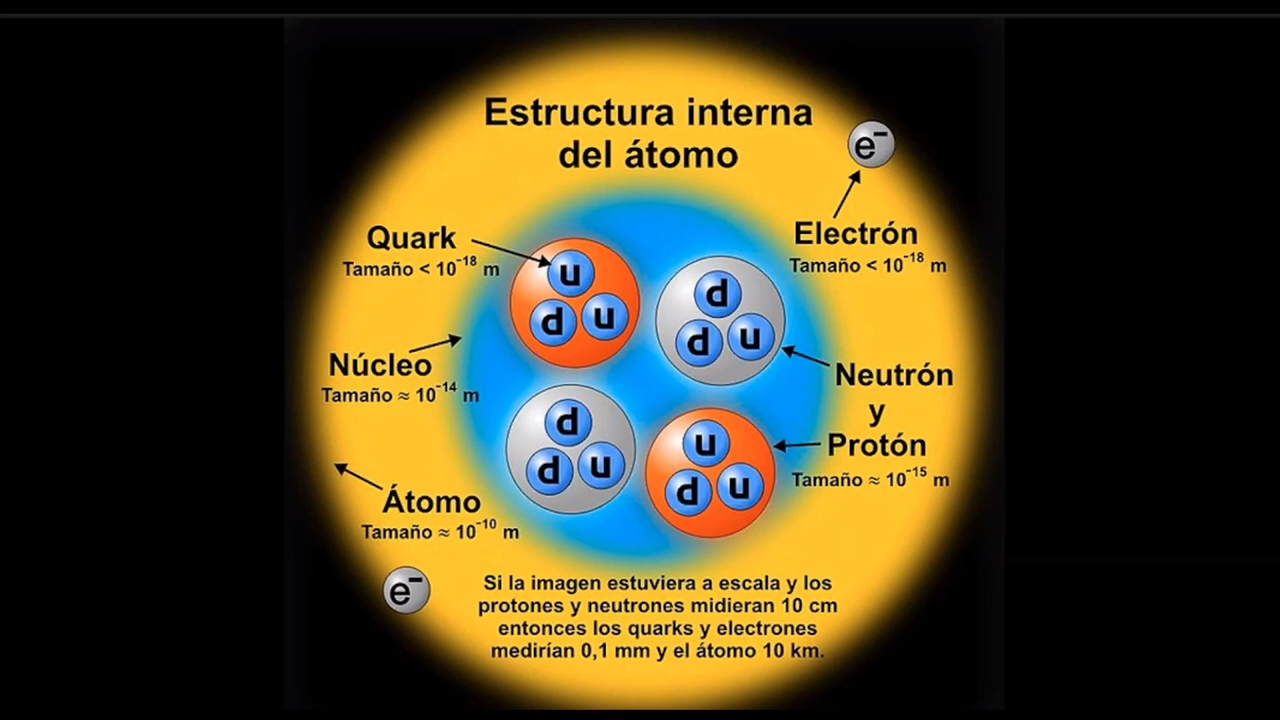 Estructura interna
del átomo
e⁻
Electrón
Tamaño < 10⁻¹⁸ m
Quark
Tamaño < 10⁻¹⁸ m
u
d u
d
d u
Núcleo
Tamaño ≈ 10⁻¹⁴ m
Neutrón
y
Protón
Tamaño ≈ 10⁻¹⁵ m
d
d u
u
d u
Átomo
Tamaño ≈ 10⁻¹⁰ m
e⁻
Si la imagen estuviera a escala y los
protones y neutrones midieran 10 cm
entonces los quarks y electrones
medirían 0,1 mm y el átomo 10 km.